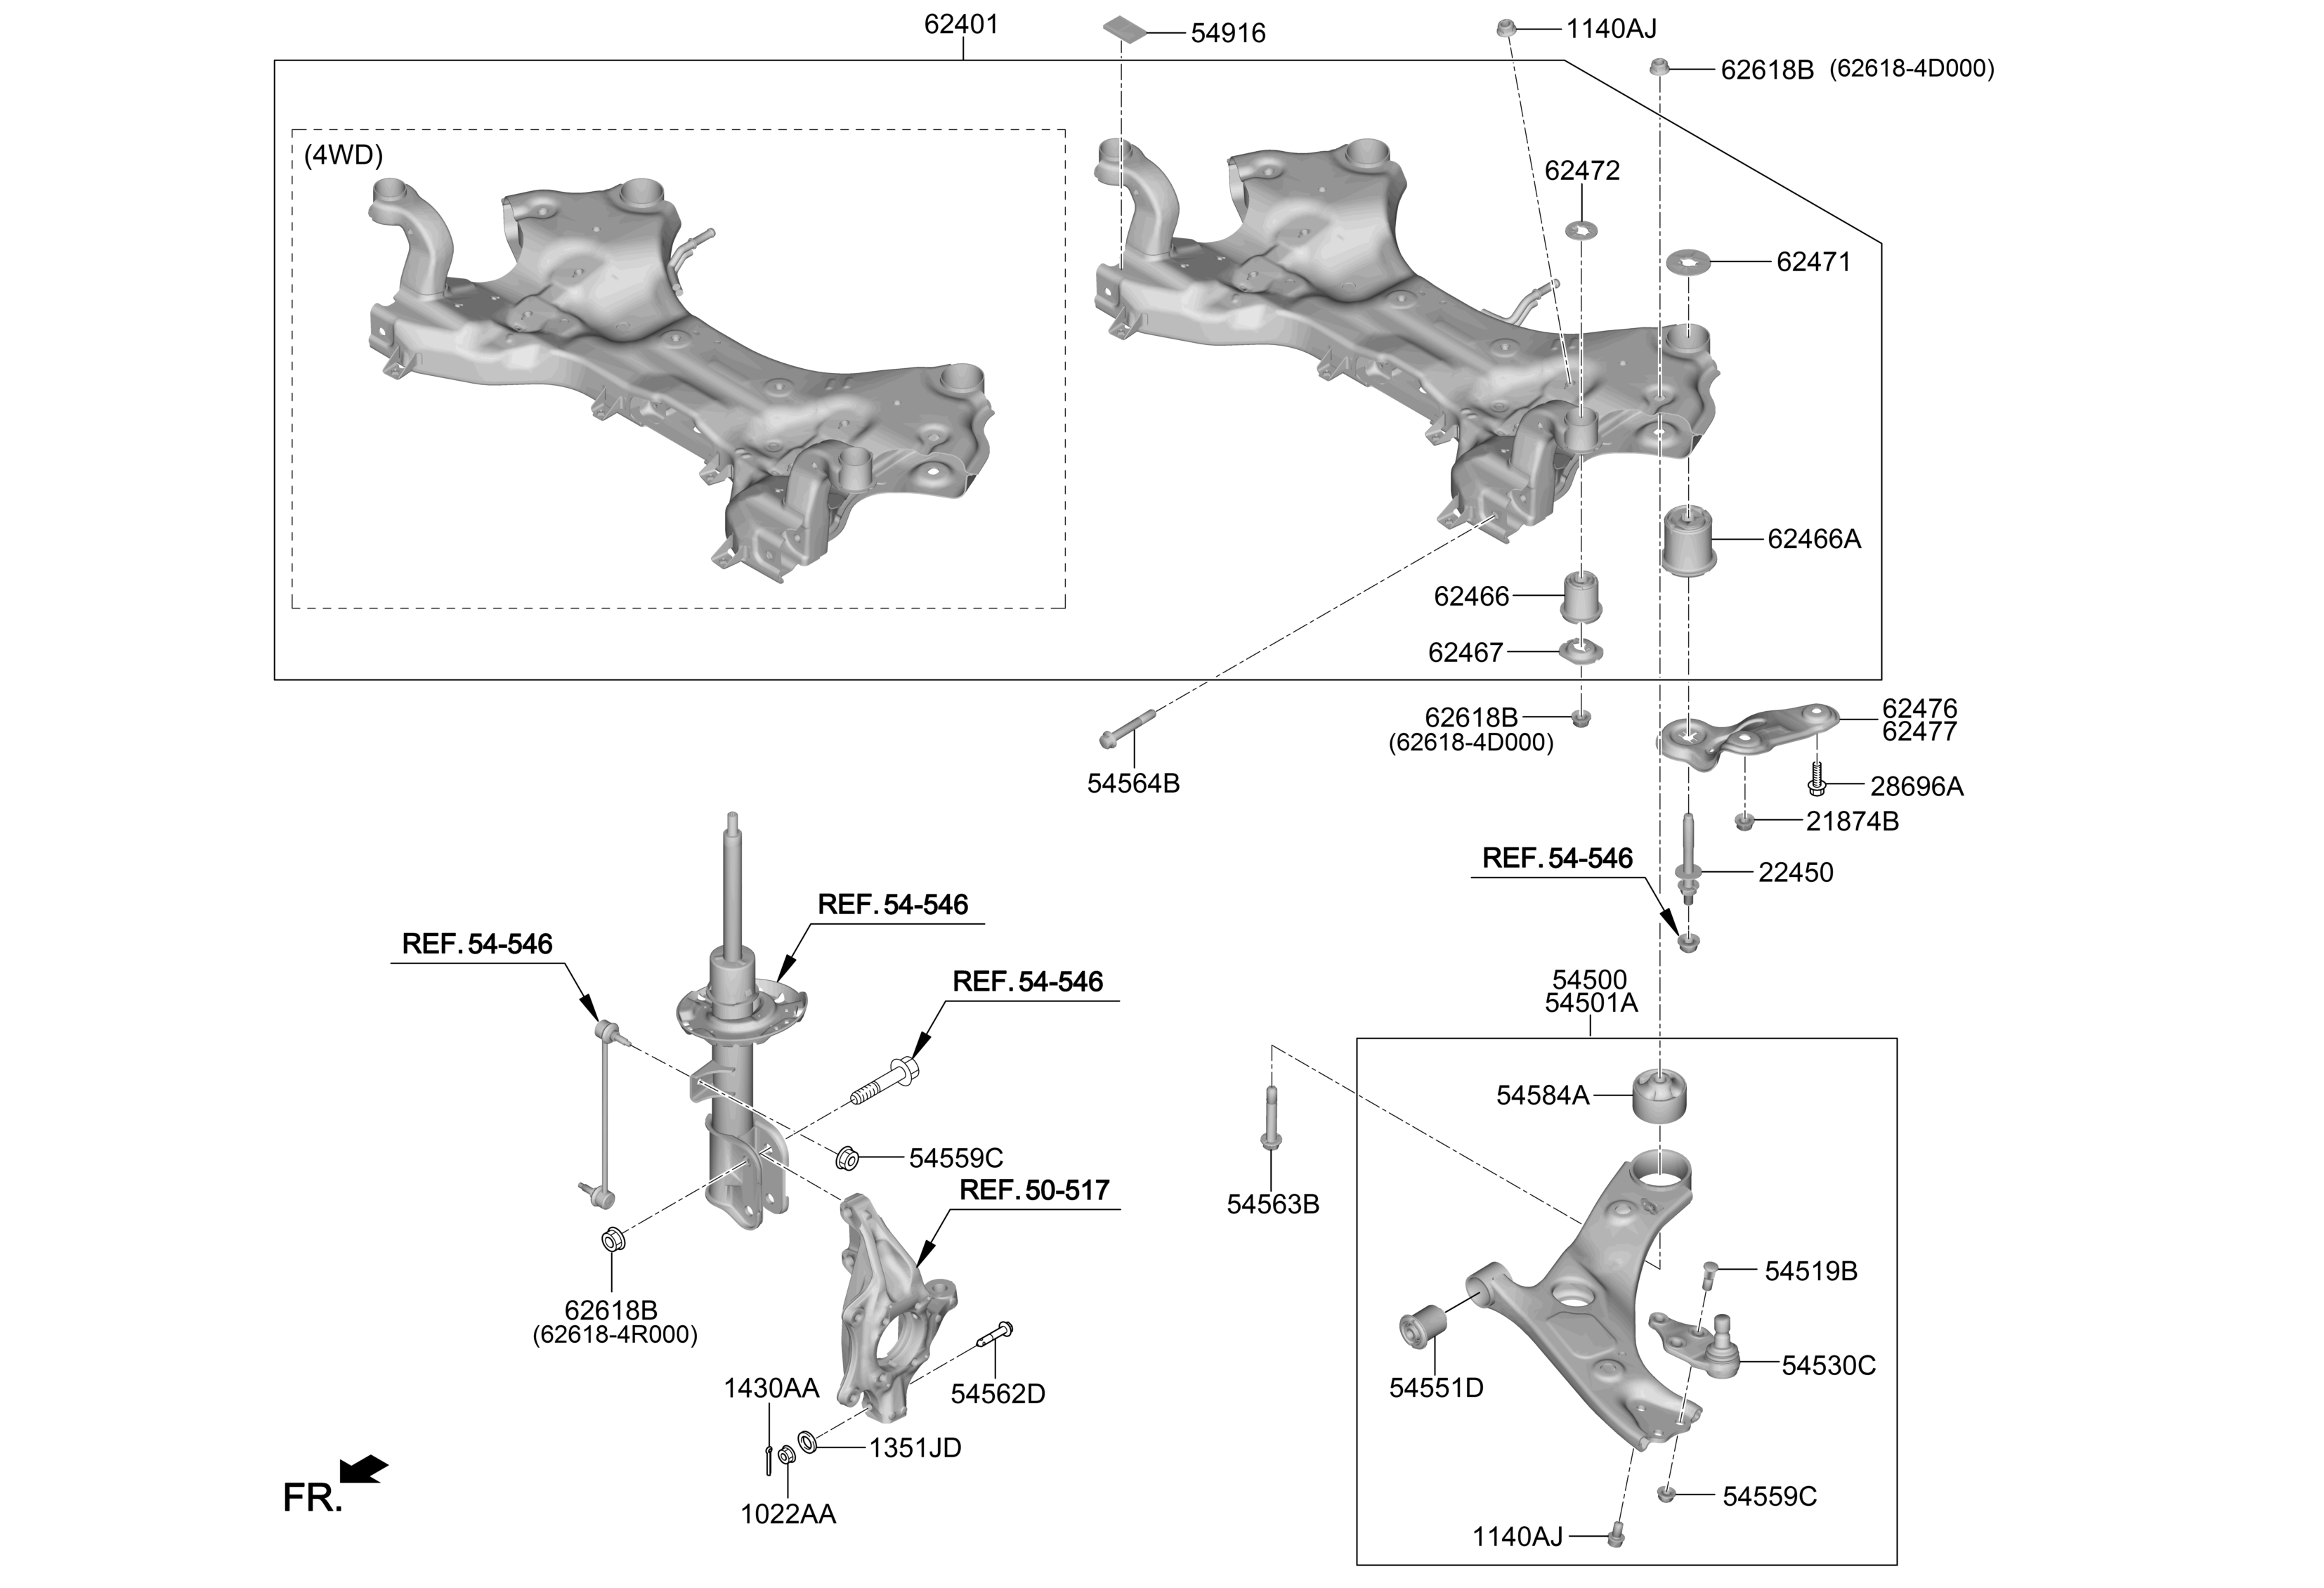 62401
54916
1140AJ
62618B (62618-4D000)
(4WD)
62472
62471
62466A
62466
62467
62618B
(62618-4D000)
62476
62477
54564B
28696A
21874B
REF. 54-546
22450
REF. 54-546
REF. 54-546
REF. 54-546
54500
54501A
54584A
54559C
REF. 50-517
54563B
54519B
62618B
(62618-4R000)
54530C
54551D
1430AA
54562D
1351JD
FR.
1022AA
54559C
1140AJ